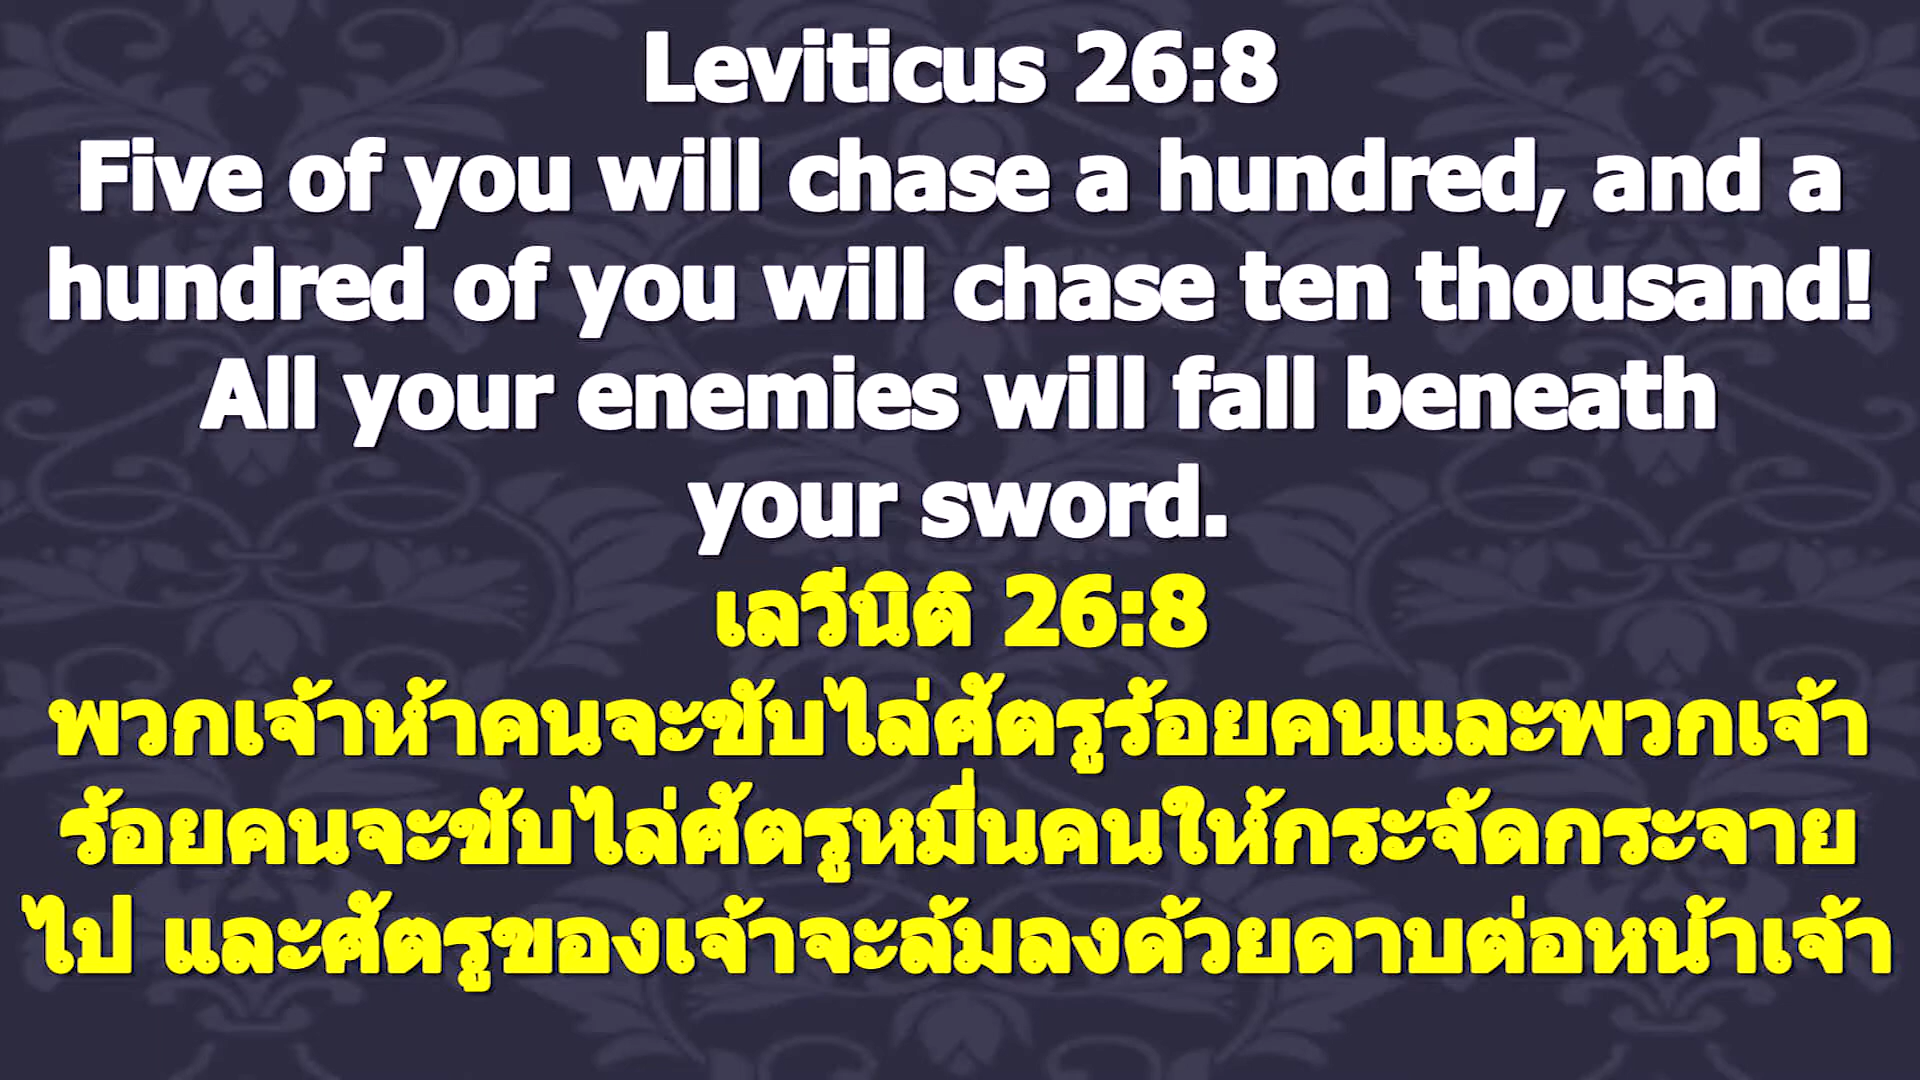 Leviticus 26:8
Five of you will chase a hundred, and a
hundred of you will chase ten thousand!
All your enemies will fall beneath
your sword.
เลวีนิติ 26:8
พวกเจ้าห้าคนจะขับไล่ศัตรูร้อยคนและพวกเจ้า
ร้อยคนจะขับไล่ศัตรูหมื่นคนให้กระจัดกระจาย
ไป และศัตรูของเจ้าจะล้มลงด้วยดาบต่อหน้าเจ้า